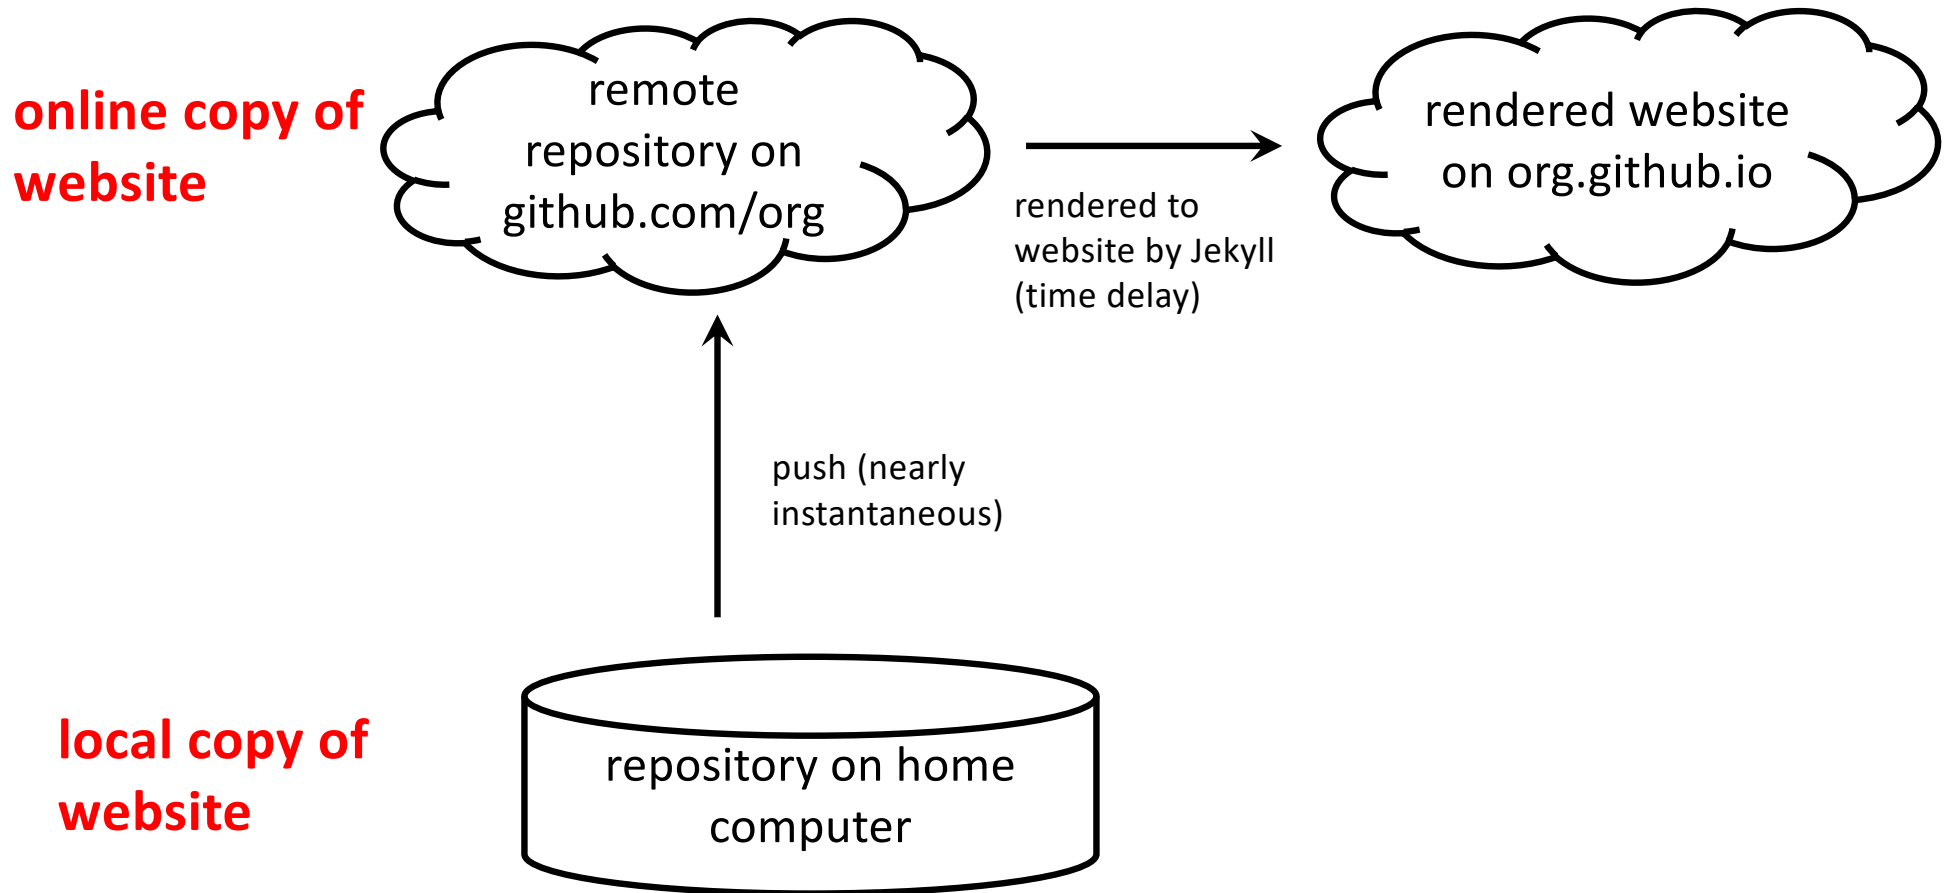 online copy of
website
remote
repository on
github.com/org
rendered to
website by Jekyll
(time delay)
rendered website
on org.github.io
push (nearly
instantaneous)
local copy of
website
repository on home
computer